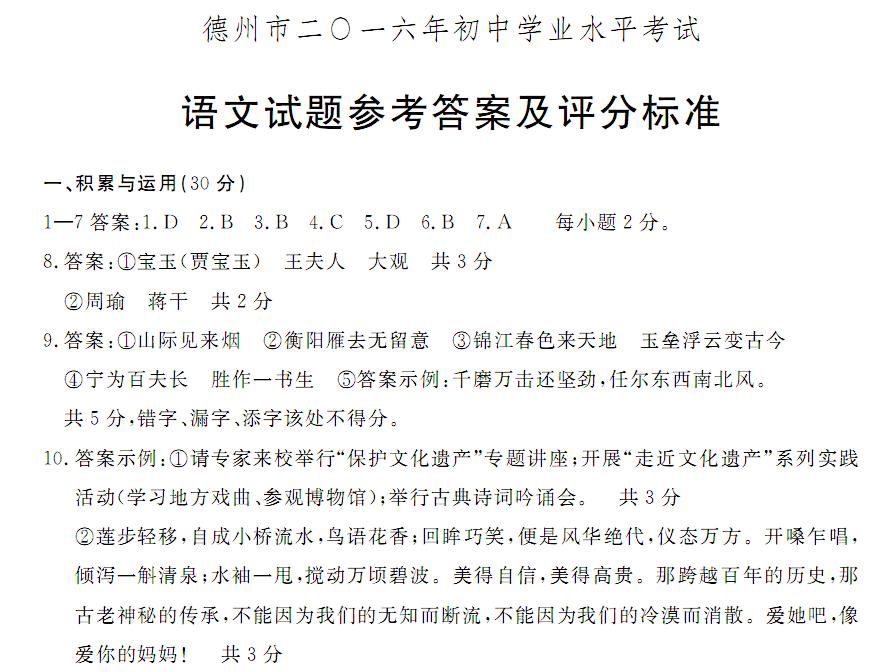 德州市二〇一六年初中学业水平考试
语文试题参考答案及评分标准
一、积累与运用(30 分)
1—7 答案:1. D 2. B 3. B 4. C 5. D 6. B 7. A 每小题 2 分。
8. 答案:①宝玉(贾宝玉) 王夫人 大观 共 3 分
②周瑜 蒋干 共 2 分
9. 答案:①山际见来烟 ②衡阳雁去无留意 ③锦江春色来天地 玉垒浮云变古今
④宁为百夫长 胜作一书生 ⑤答案示例:千磨万击还坚劲,任尔东西南北风。
共 5 分,错字、漏字、添字该处不得分。
10. 答案示例:①请专家来校举行“保护文化遗产”专题讲座;开展“走近文化遗产”系列实践
活动(学习地方戏曲、参观博物馆);举行古典诗词吟诵会。 共 3 分
②莲步轻移,自成小桥流水,鸟语花香;回眸巧笑,便是风华绝代,仪态万方。开嗓乍唱,
倾泻一斛清泉;水袖一甩,搅动万顷碧波。美得自信,美得高贵。那跨越百年的历史,那
古老神秘的传承,不能因为我们的无知而断流,不能因为我们的冷漠而消散。爱她吧,像
爱你的妈妈! 共 3 分